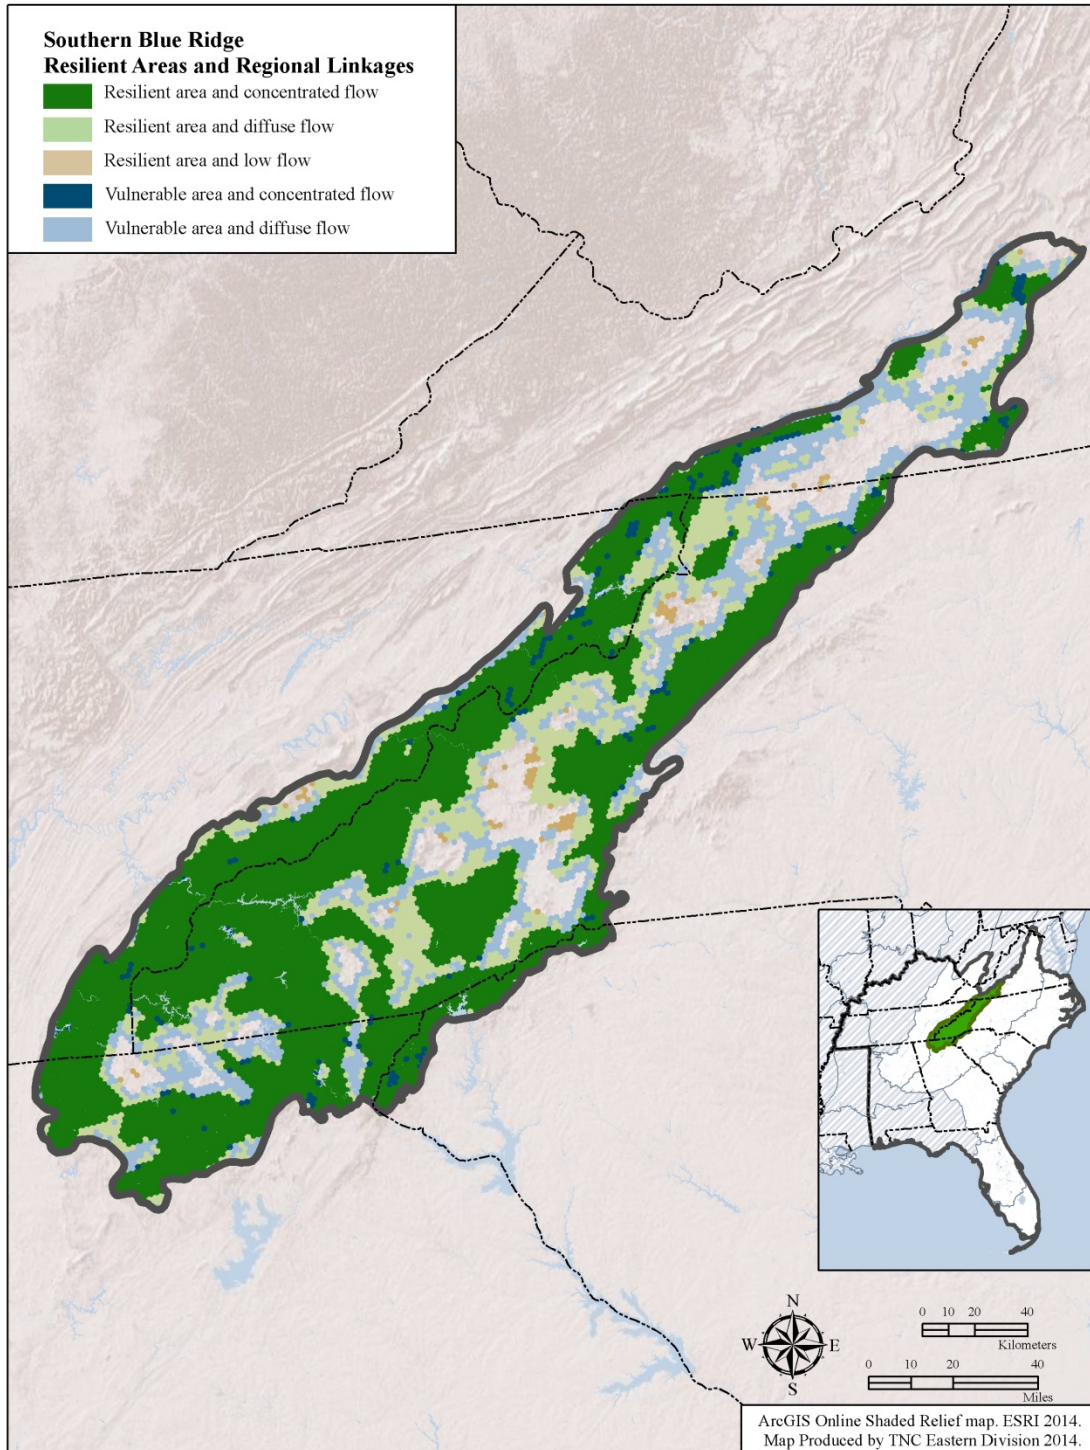 Southern Blue Ridge
Resilient Areas and Regional Linkages
Resilient area and concentrated flow
Resilient area and diffuse flow
Resilient area and low flow
Vulnerable area and concentrated flow
Vulnerable area and diffuse flow
N
W
E
S
0 10 20 40
Kilometers
0 10 20 40
Miles
ArcGIS Online Shaded Relief map. ESRI 2014.
Map Produced by TNC Eastern Division 2014.